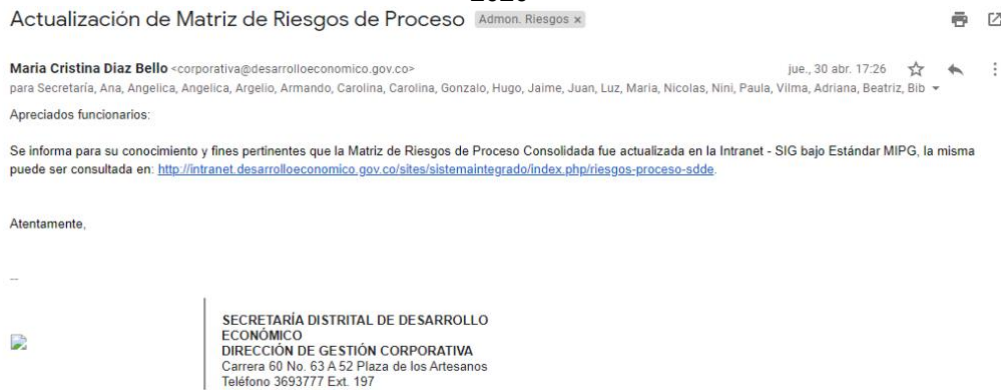 Actualización de Matriz de Riesgos de Proceso Admon. Riesgos x
Maria Cristina Diaz Bello <corporativa@desarrolloeconomico.gov.co> jue., 30 abr. 17:26
para Secretaría, Ana, Angelica, Angelica, Argelio, Armando, Carolina, Carolina, Gonzalo, Hugo, Jaime, Juan, Luz, Maria, Nicolas, Nini, Paula, Vilma, Adriana, Beatriz, Bib
Apreciados funcionarios:
Se informa para su conocimiento y fines pertinentes que la Matriz de Riesgos de Proceso Consolidada fue actualizada en la Intranet - SIG bajo Estándar MIPG, la misma
puede ser consultada en: http://intranet.desarrolloeconomico.gov.co/sites/sistemaintegrado/index.php/riesgos-proceso-sdde.
Atentamente,
--
SECRETARÍA DISTRITAL DE DESARROLLO
ECONÓMICO
DIRECCIÓN DE GESTIÓN CORPORATIVA
Carrera 60 No. 63 A 52 Plaza de los Artesanos
Teléfono 3693777 Ext. 197